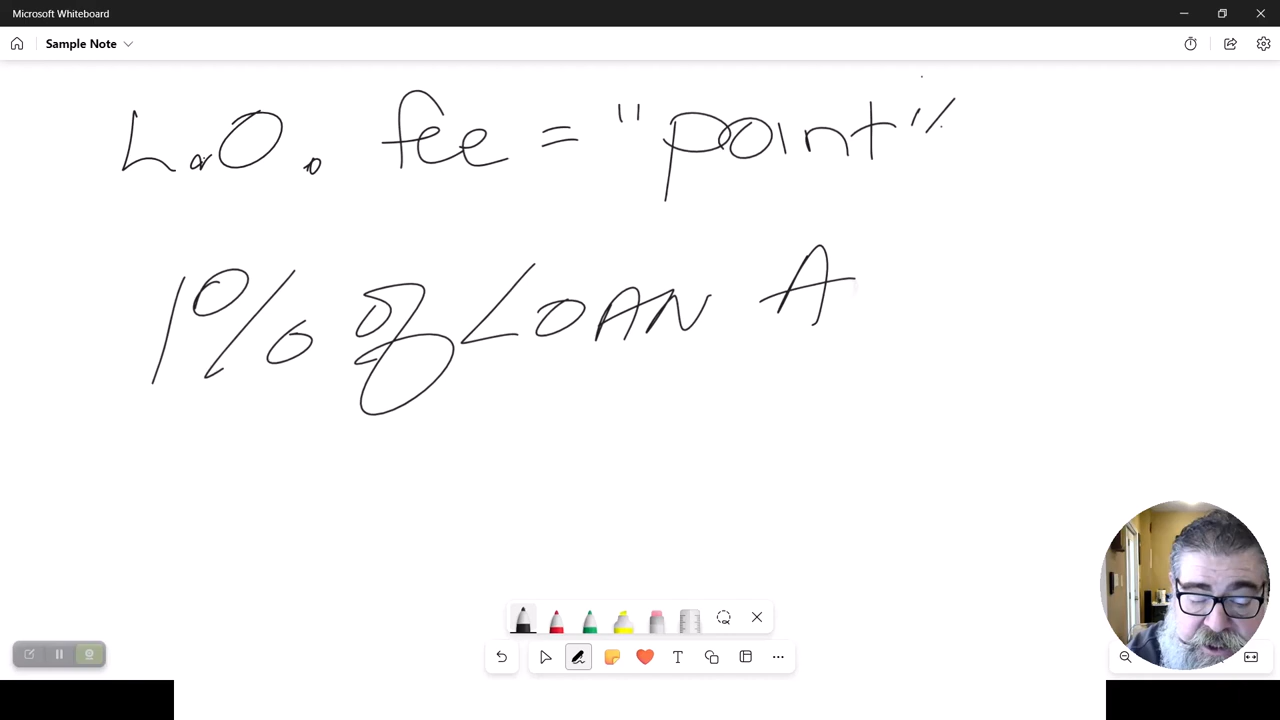 Microsoft Whiteboard
Sample Note
L.O. fee = "point"
1% of LOAN A
T